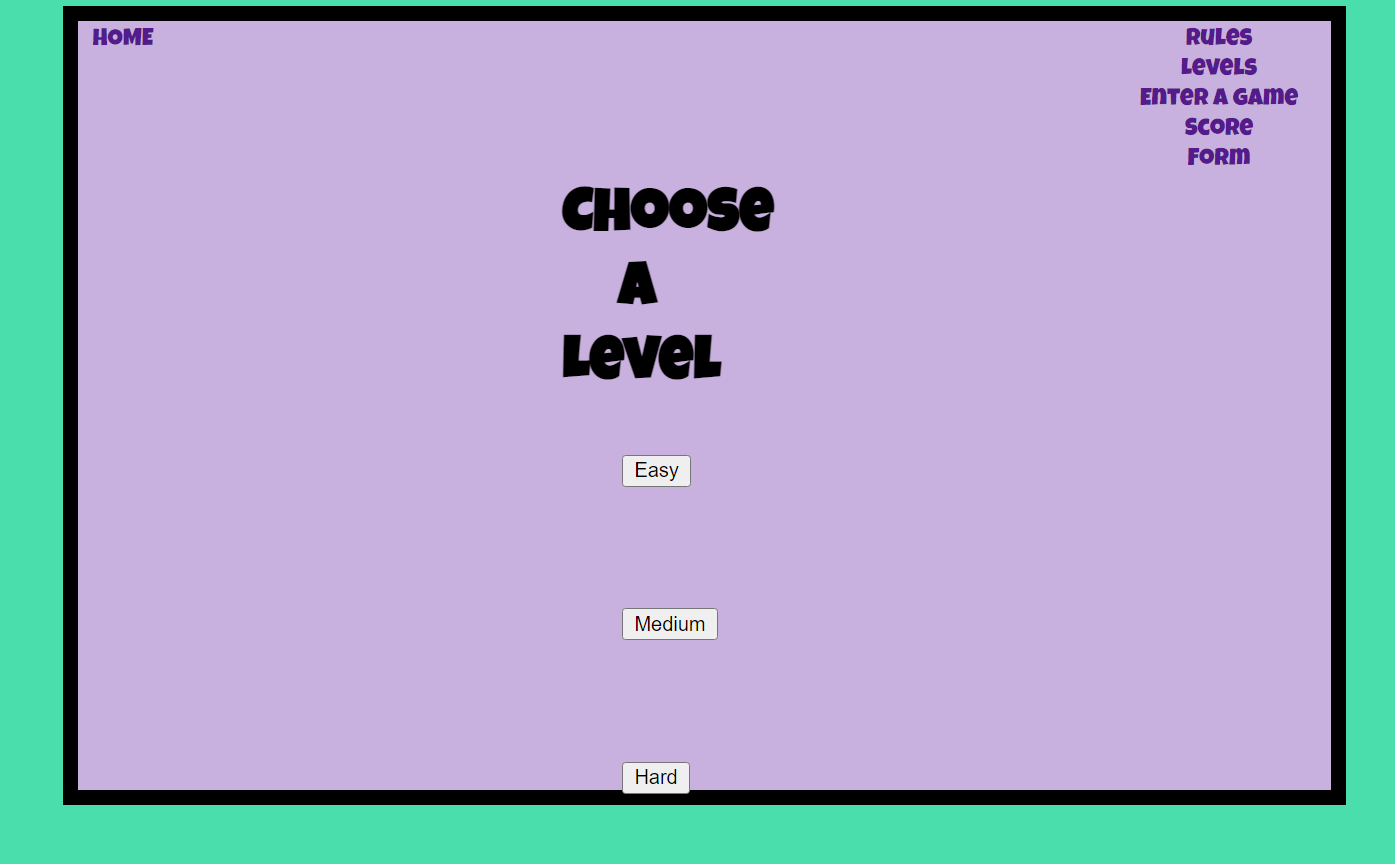 HOME
Rules
Levels
Enter a Game
Score
Form
CHOOSE
A
Level
Easy
Medium
Hard